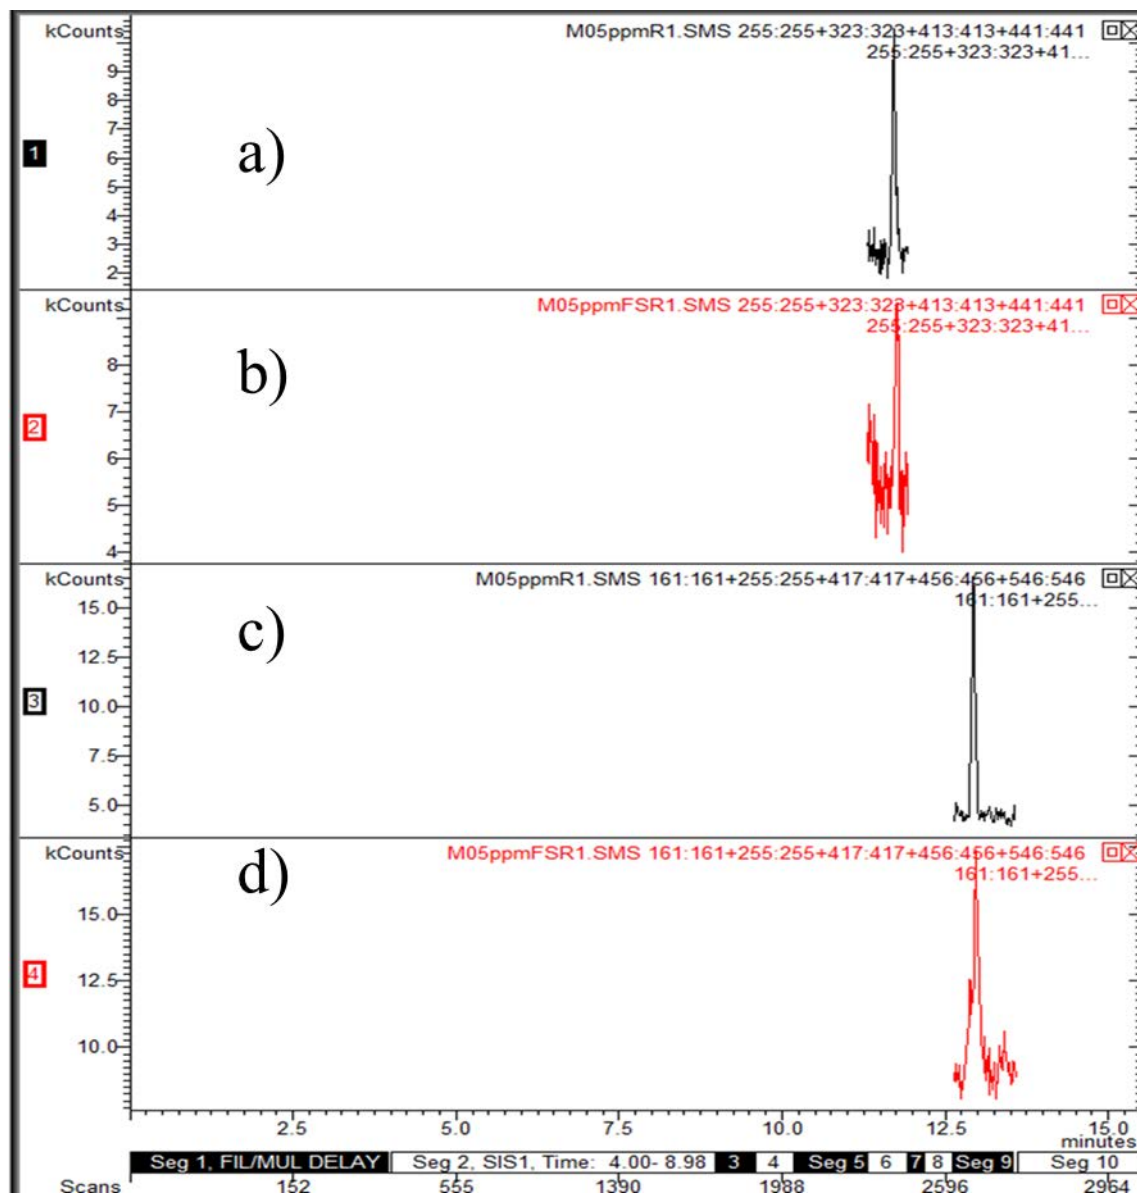 kCounts M05ppmR1.SMS 255:255+323:323+413:413+441:441
255:255+323:323+41...
9
8
7
1 a)
6
5
4
3
2
kCounts M05ppmFSR1.SMS 255:255+323:323+413:413+441:441
255:255+323:323+41...
8
b)
7
2
6
5
4
kCounts M05ppmR1.SMS 161:161+255:255+417:417+456:456+546:546
161:161+255...
15.0
c)
12.5
3 10.0
7.5
5.0
kCounts M05ppmFSR1.SMS 161:161+255:255+417:417+456:456+546:546
161:161+255...
d)
15.0
4 12.5
10.0
2.5 5.0 7.5 10.0 12.5 15.0
minutes
Seg 1, FIL/MUL DELAY Seg 2, SIS1, Time: 4.00- 8.98 3 4 Seg 5 6 7 8 Seg 9 Seg 10
Scans 152 555 1390 1988 2596 2964